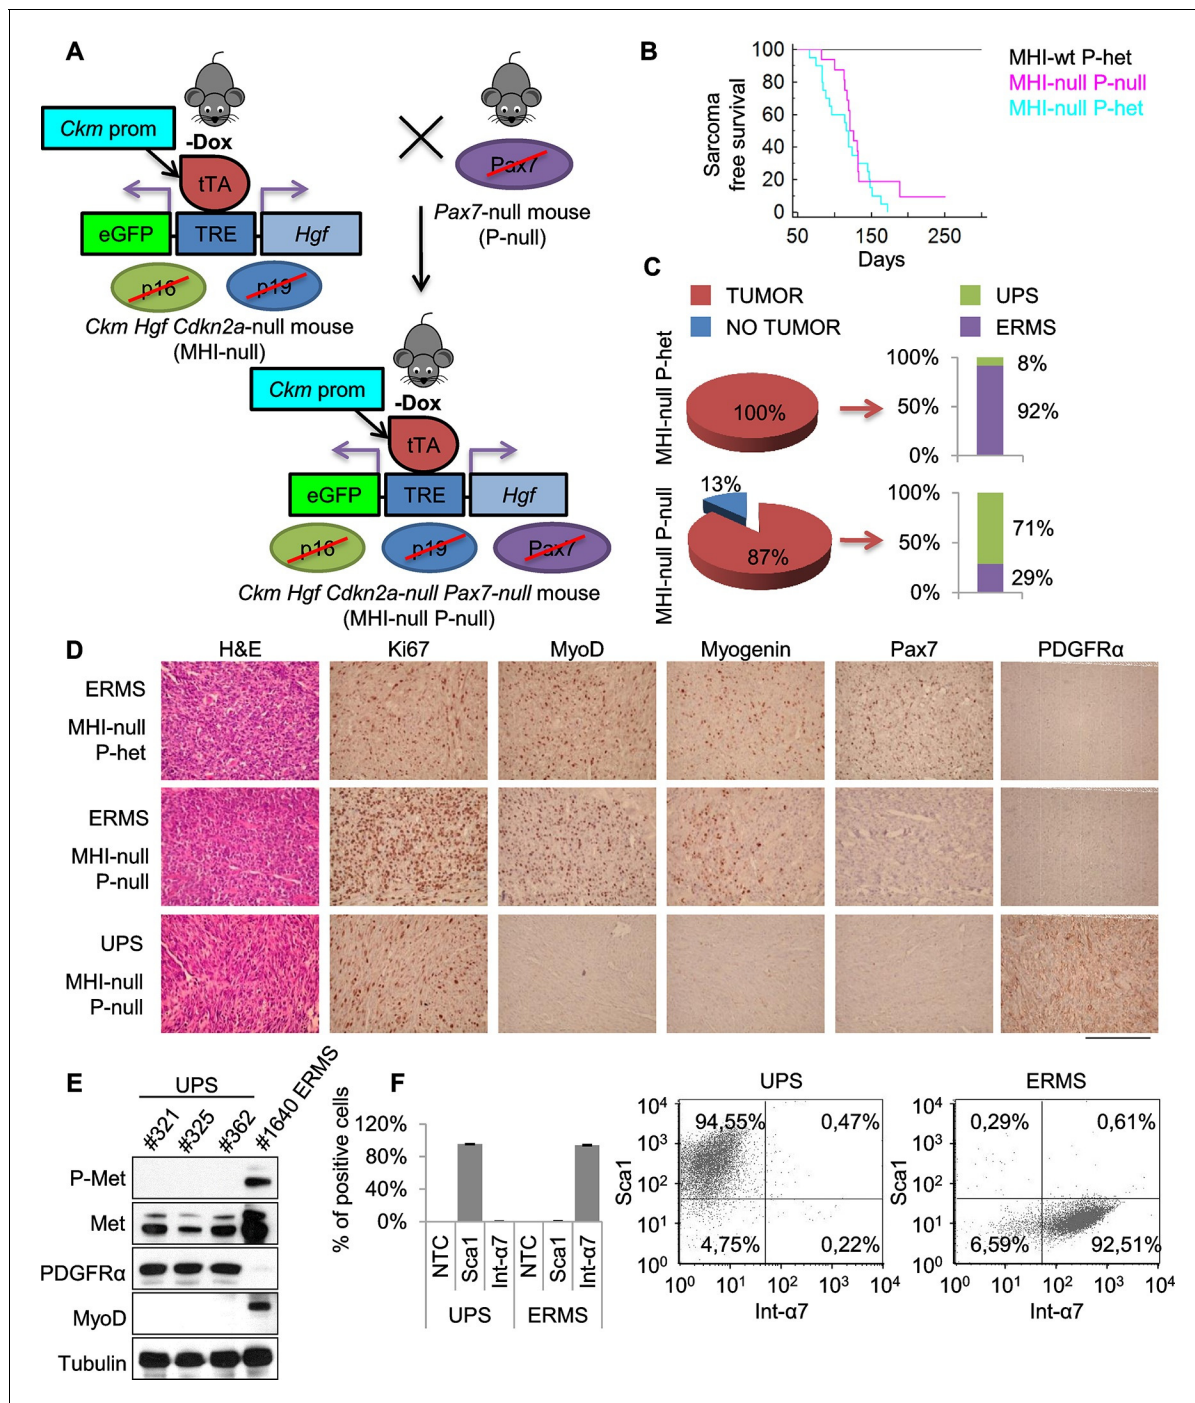 A
Ckm prom
-Dox
tTA
eGFP
TRE
Hgf
p16
p19
Ckm Hgf Cdkn2a-null mouse
(MHI-null)
Pax7
Pax7-null mouse
(P-null)
Ckm prom
-Dox
tTA
eGFP
TRE
Hgf
p16
p19
Pax7
Ckm Hgf Cdkn2a-null Pax7-null mouse
(MHI-null P-null)
B
Sarcoma
free survival
100
80
60
40
20
0
50
150
250
Days
MHI-wt P-het
MHI-null P-null
MHI-null P-het
C
TUMOR
NO TUMOR
UPS
ERMS
MHI-null P-het
100%
100%
50%
0%
8%
92%
MHI-null P-null
13%
87%
100%
50%
0%
71%
29%
D
H&E
Ki67
MyoD
Myogenin
Pax7
PDGFRα
ERMS
MHI-null
P-het
ERMS
MHI-null
P-null
UPS
MHI-null
P-null
E
UPS
#321
#325
#362
#1640 ERMS
P-Met
Met
PDGFRα
MyoD
Tubulin
F
% of positive cells
120%
80%
40%
0%
NTC
Sca1
Int-α7
NTC
Sca1
Int-α7
UPS
ERMS
UPS
Sca1
10⁴
10³
10²
10¹
10⁰
94,55%
0,47%
4,75%
0,22%
10⁰ 10¹ 10² 10³ 10⁴
Int-α7
ERMS
Sca1
10⁴
10³
10²
10¹
10⁰
0,29%
0,61%
6,59%
92,51%
10⁰ 10¹ 10² 10³ 10⁴
Int-α7